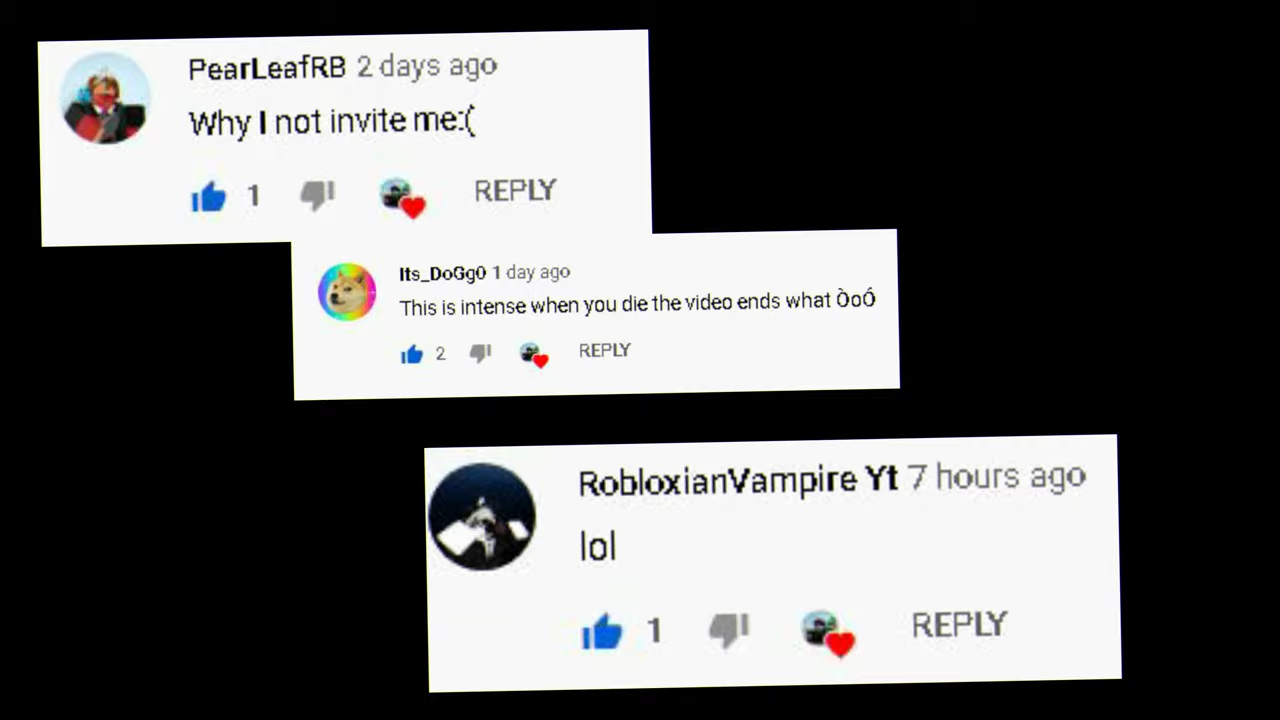 PearLeafRB 2 days ago
Why I not invite me:(
1 REPLY
Its_DoGg0 1 day ago
This is intense when you die the video ends what ÒoÓ
2 REPLY
RobloxianVampire Yt 7 hours ago
lol
1 REPLY